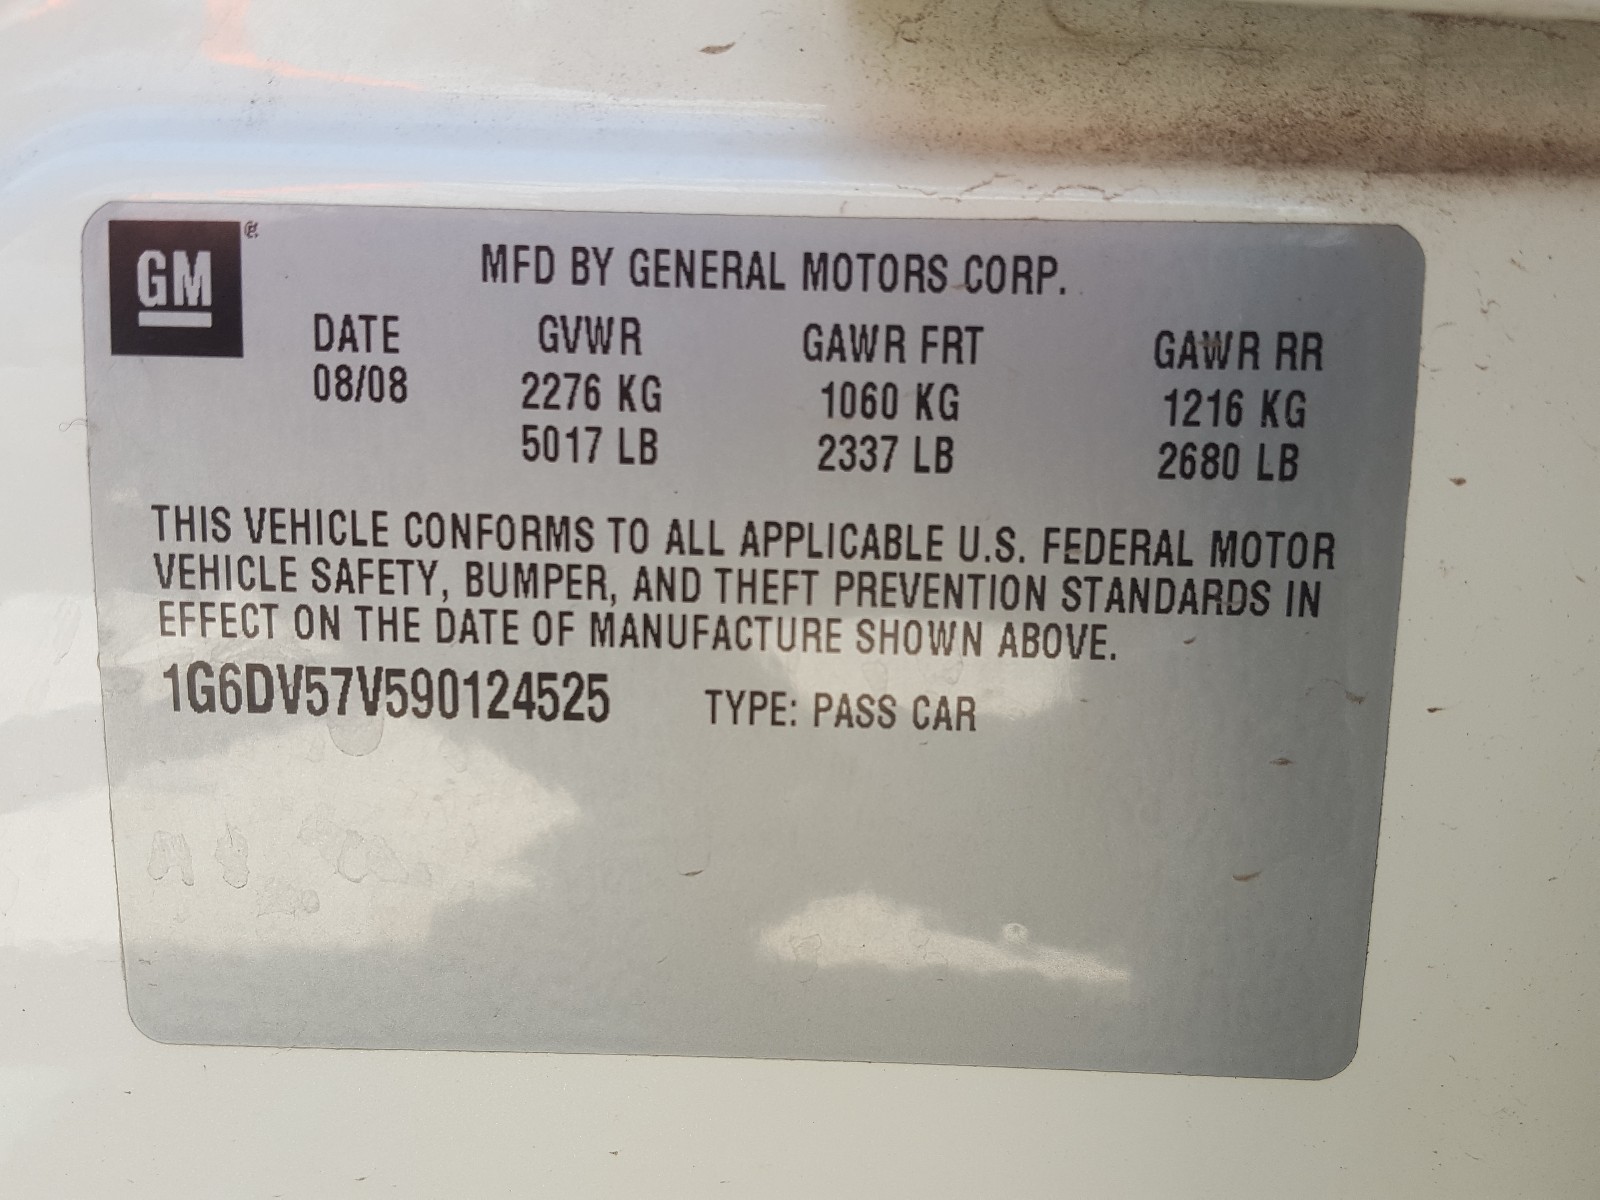 GM®
MFD BY GENERAL MOTORS CORP.
DATE GVWR GAWR FRT GAWR RR
08/08 2276 KG 1060 KG 1216 KG
5017 LB 2337 LB 2680 LB
THIS VEHICLE CONFORMS TO ALL APPLICABLE U.S. FEDERAL MOTOR
VEHICLE SAFETY, BUMPER, AND THEFT PREVENTION STANDARDS IN
EFFECT ON THE DATE OF MANUFACTURE SHOWN ABOVE.
1G6DV57V590124525 TYPE: PASS CAR